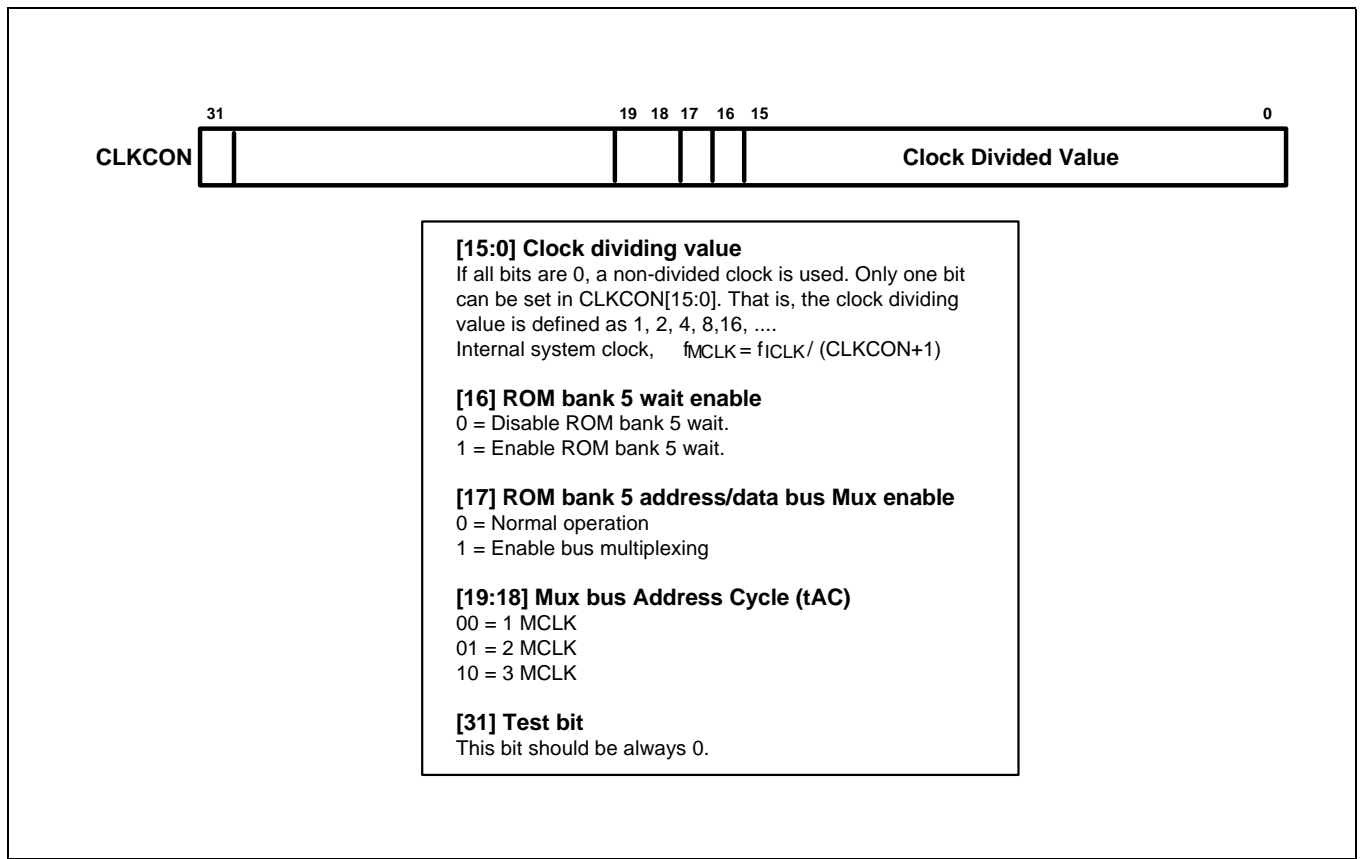 31 19 18 17 16 15 0
CLKCON Clock Divided Value
[15:0] Clock dividing value
If all bits are 0, a non-divided clock is used. Only one bit
can be set in CLKCON[15:0]. That is, the clock dividing
value is defined as 1, 2, 4, 8,16, ....
Internal system clock, fMCLK = fICLK / (CLKCON+1)
[16] ROM bank 5 wait enable
0 = Disable ROM bank 5 wait.
1 = Enable ROM bank 5 wait.
[17] ROM bank 5 address/data bus Mux enable
0 = Normal operation
1 = Enable bus multiplexing
[19:18] Mux bus Address Cycle (tAC)
00 = 1 MCLK
01 = 2 MCLK
10 = 3 MCLK
[31] Test bit
This bit should be always 0.